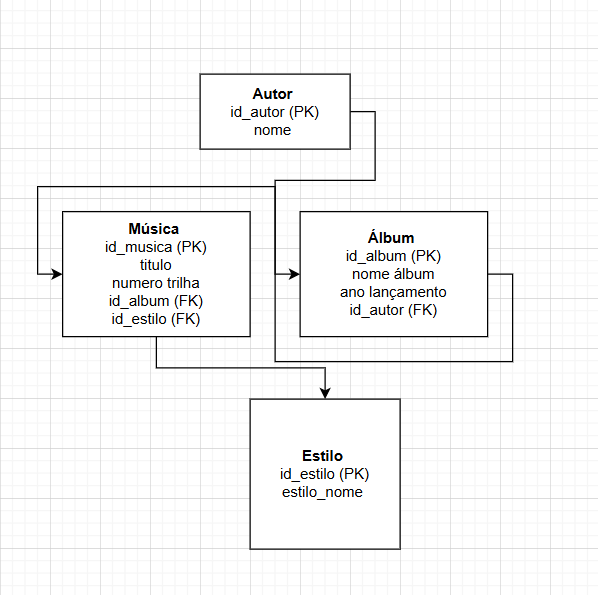 Autor
id_autor (PK)
nome
Música
id_musica (PK)
titulo
numero trilha
id_album (FK)
id_estilo (FK)
Álbum
id_album (PK)
nome álbum
ano lançamento
id_autor (FK)
Estilo
id_estilo (PK)
estilo_nome